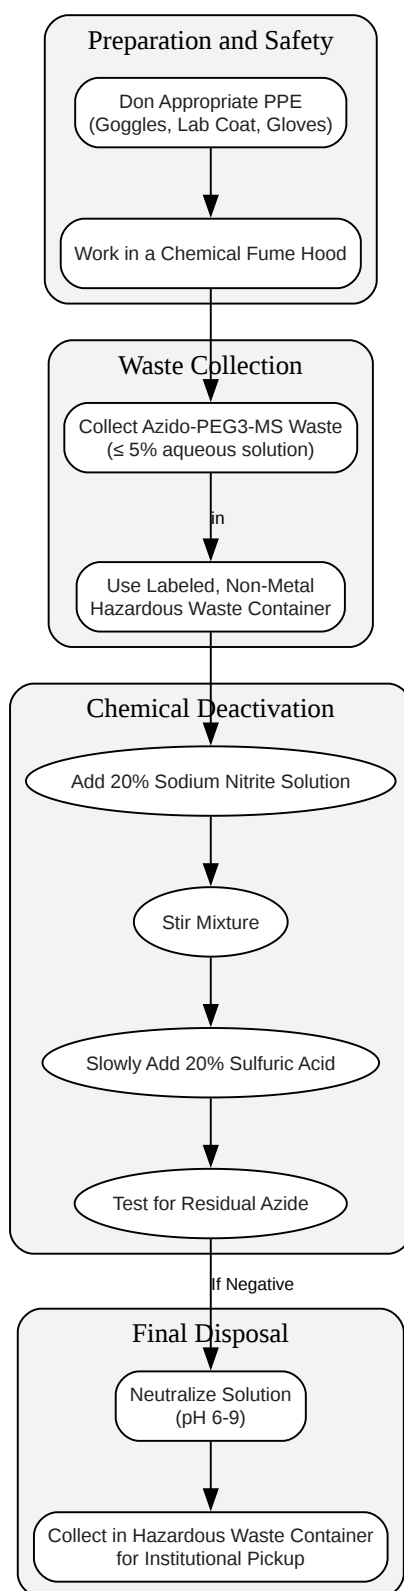 Preparation and Safety
Don Appropriate PPE
(Goggles, Lab Coat, Gloves)
Work in a Chemical Fume Hood
Waste Collection
Collect Azido-PEG3-MS Waste
(≤ 5% aqueous solution)
in
Use Labeled, Non-Metal
Hazardous Waste Container
Chemical Deactivation
Add 20% Sodium Nitrite Solution
Stir Mixture
Slowly Add 20% Sulfuric Acid
Test for Residual Azide
If Negative
Final Disposal
Neutralize Solution
(pH 6-9)
Collect in Hazardous Waste Container
for Institutional Pickup